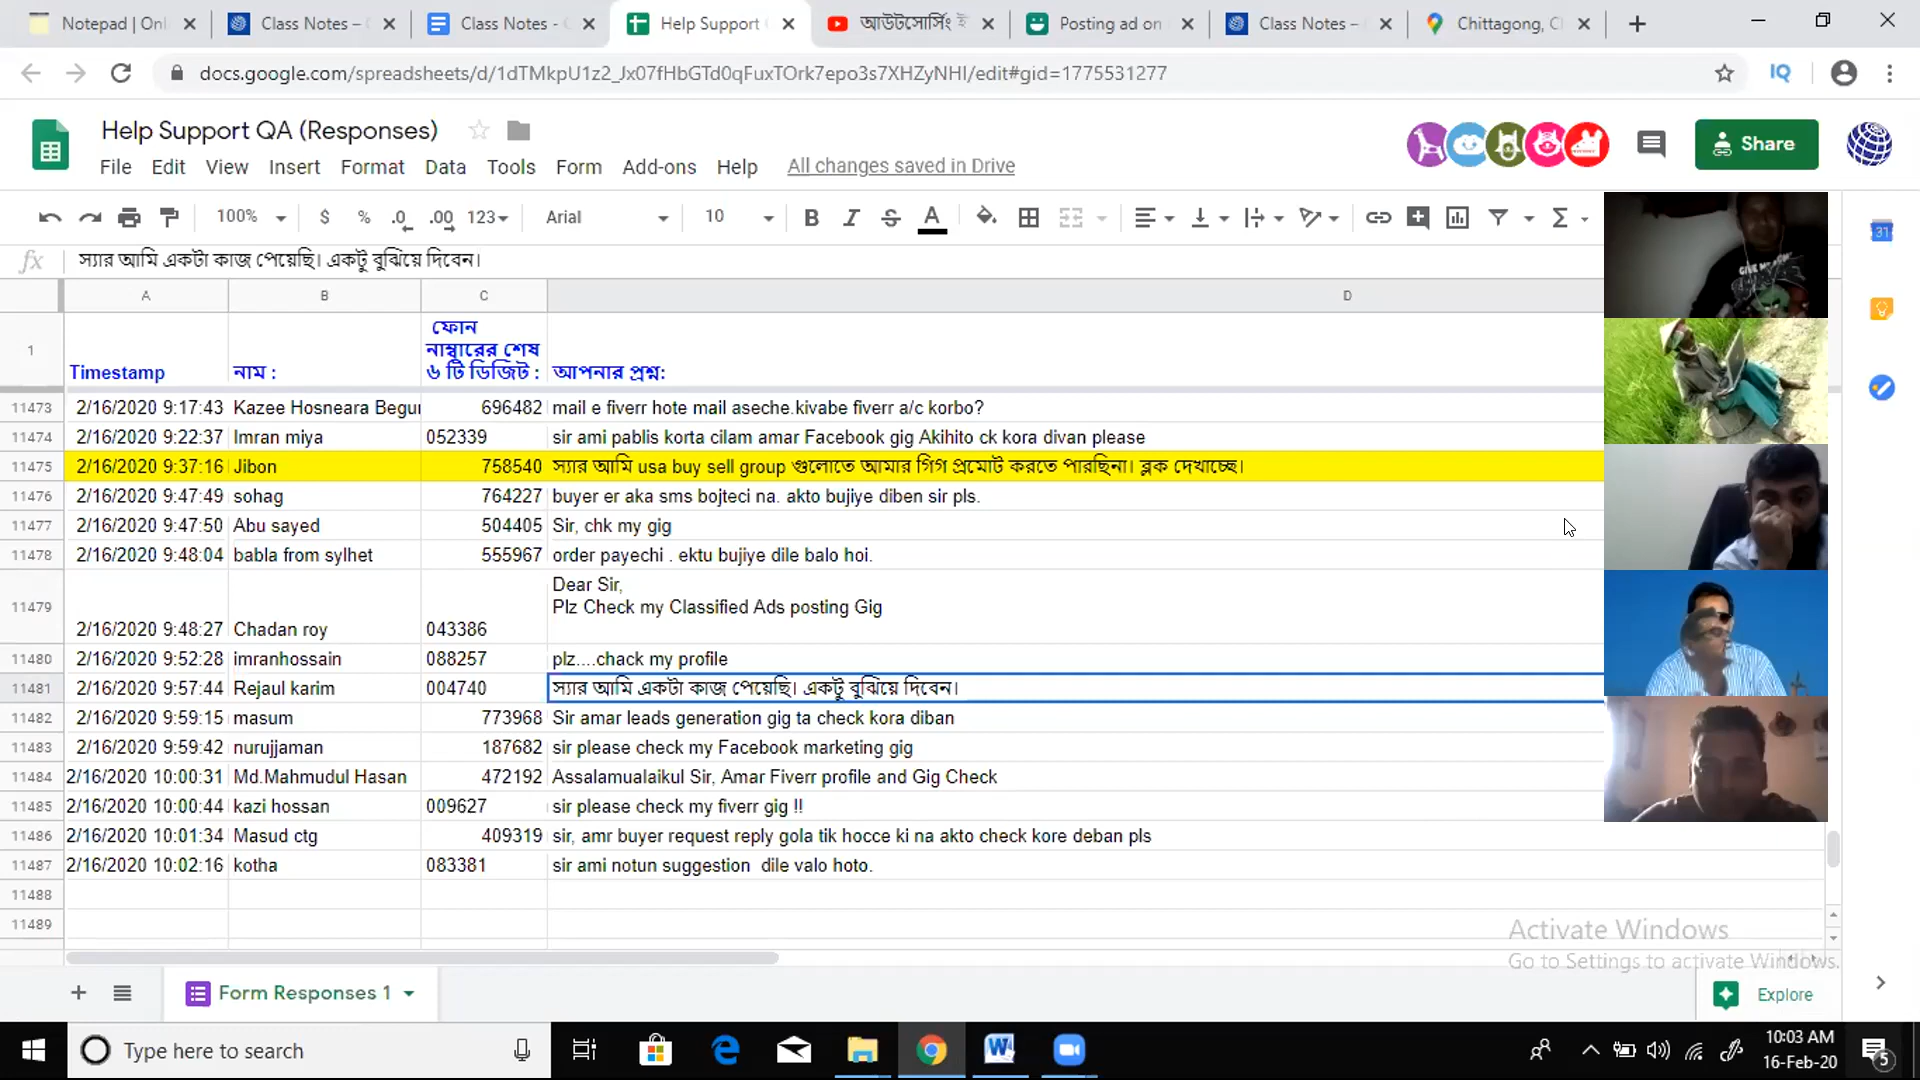 Notepad | Onli
Class Notes –
Class Notes -
Help Support
আউটসোর্সিং ই
Posting ad on
Class Notes –
Chittagong, C
docs.google.com/spreadsheets/d/1dTMkpU1z2_Jx07fHbGTd0qFuxTOrk7epo3s7XHZyNHI/edit#gid=1775531277
Help Support QA (Responses)
File Edit View Insert Format Data Tools Form Add-ons Help All changes saved in Drive
Share
100% $ % .0 .00 123 Arial 10 B I S A
fx স্যার আমি একটা কাজ পেয়েছি। একটু বুঝিয়ে দিবেন।
A B C D
1 Timestamp নাম : ফোন নাম্বারের শেষ ৬ টি ডিজিট : আপনার প্রশ্ন:
11473 2/16/2020 9:17:43 Kazee Hosneara Begur 696482 mail e fiverr hote mail aseche.kivabe fiverr a/c korbo?
11474 2/16/2020 9:22:37 Imran miya 052339 sir ami pablis korta cilam amar Facebook gig Akihito ck kora divan please
11475 2/16/2020 9:37:16 Jibon 758540 স্যার আমি usa buy sell group গুলোতে আমার গিগ প্রমোট করতে পারছিনা। ব্লক দেখাচ্ছে।
11476 2/16/2020 9:47:49 sohag 764227 buyer er aka sms bojteci na. akto bujiye diben sir pls.
11477 2/16/2020 9:47:50 Abu sayed 504405 Sir, chk my gig
11478 2/16/2020 9:48:04 babla from sylhet 555967 order payechi . ektu bujiye dile balo hoi.
11479 2/16/2020 9:48:27 Chadan roy 043386 Dear Sir,
Plz Check my Classified Ads posting Gig
11480 2/16/2020 9:52:28 imranhossain 088257 plz....chack my profile
11481 2/16/2020 9:57:44 Rejaul karim 004740 স্যার আমি একটা কাজ পেয়েছি। একটু বুঝিয়ে দিবেন।
11482 2/16/2020 9:59:15 masum 773968 Sir amar leads generation gig ta check kora diban
11483 2/16/2020 9:59:42 nurujjaman 187682 sir please check my Facebook marketing gig
11484 2/16/2020 10:00:31 Md.Mahmudul Hasan 472192 Assalamualaikul Sir, Amar Fiverr profile and Gig Check
11485 2/16/2020 10:00:44 kazi hossan 009627 sir please check my fiverr gig !!
11486 2/16/2020 10:01:34 Masud ctg 409319 sir, amr buyer request reply gola tik hocce ki na akto check kore deban pls
11487 2/16/2020 10:02:16 kotha 083381 sir ami notun suggestion dile valo hoto.
11488
11489
Activate Windows
Go to Settings to activate Windows.
Form Responses 1
Explore
Type here to search
10:03 AM
16-Feb-20
5